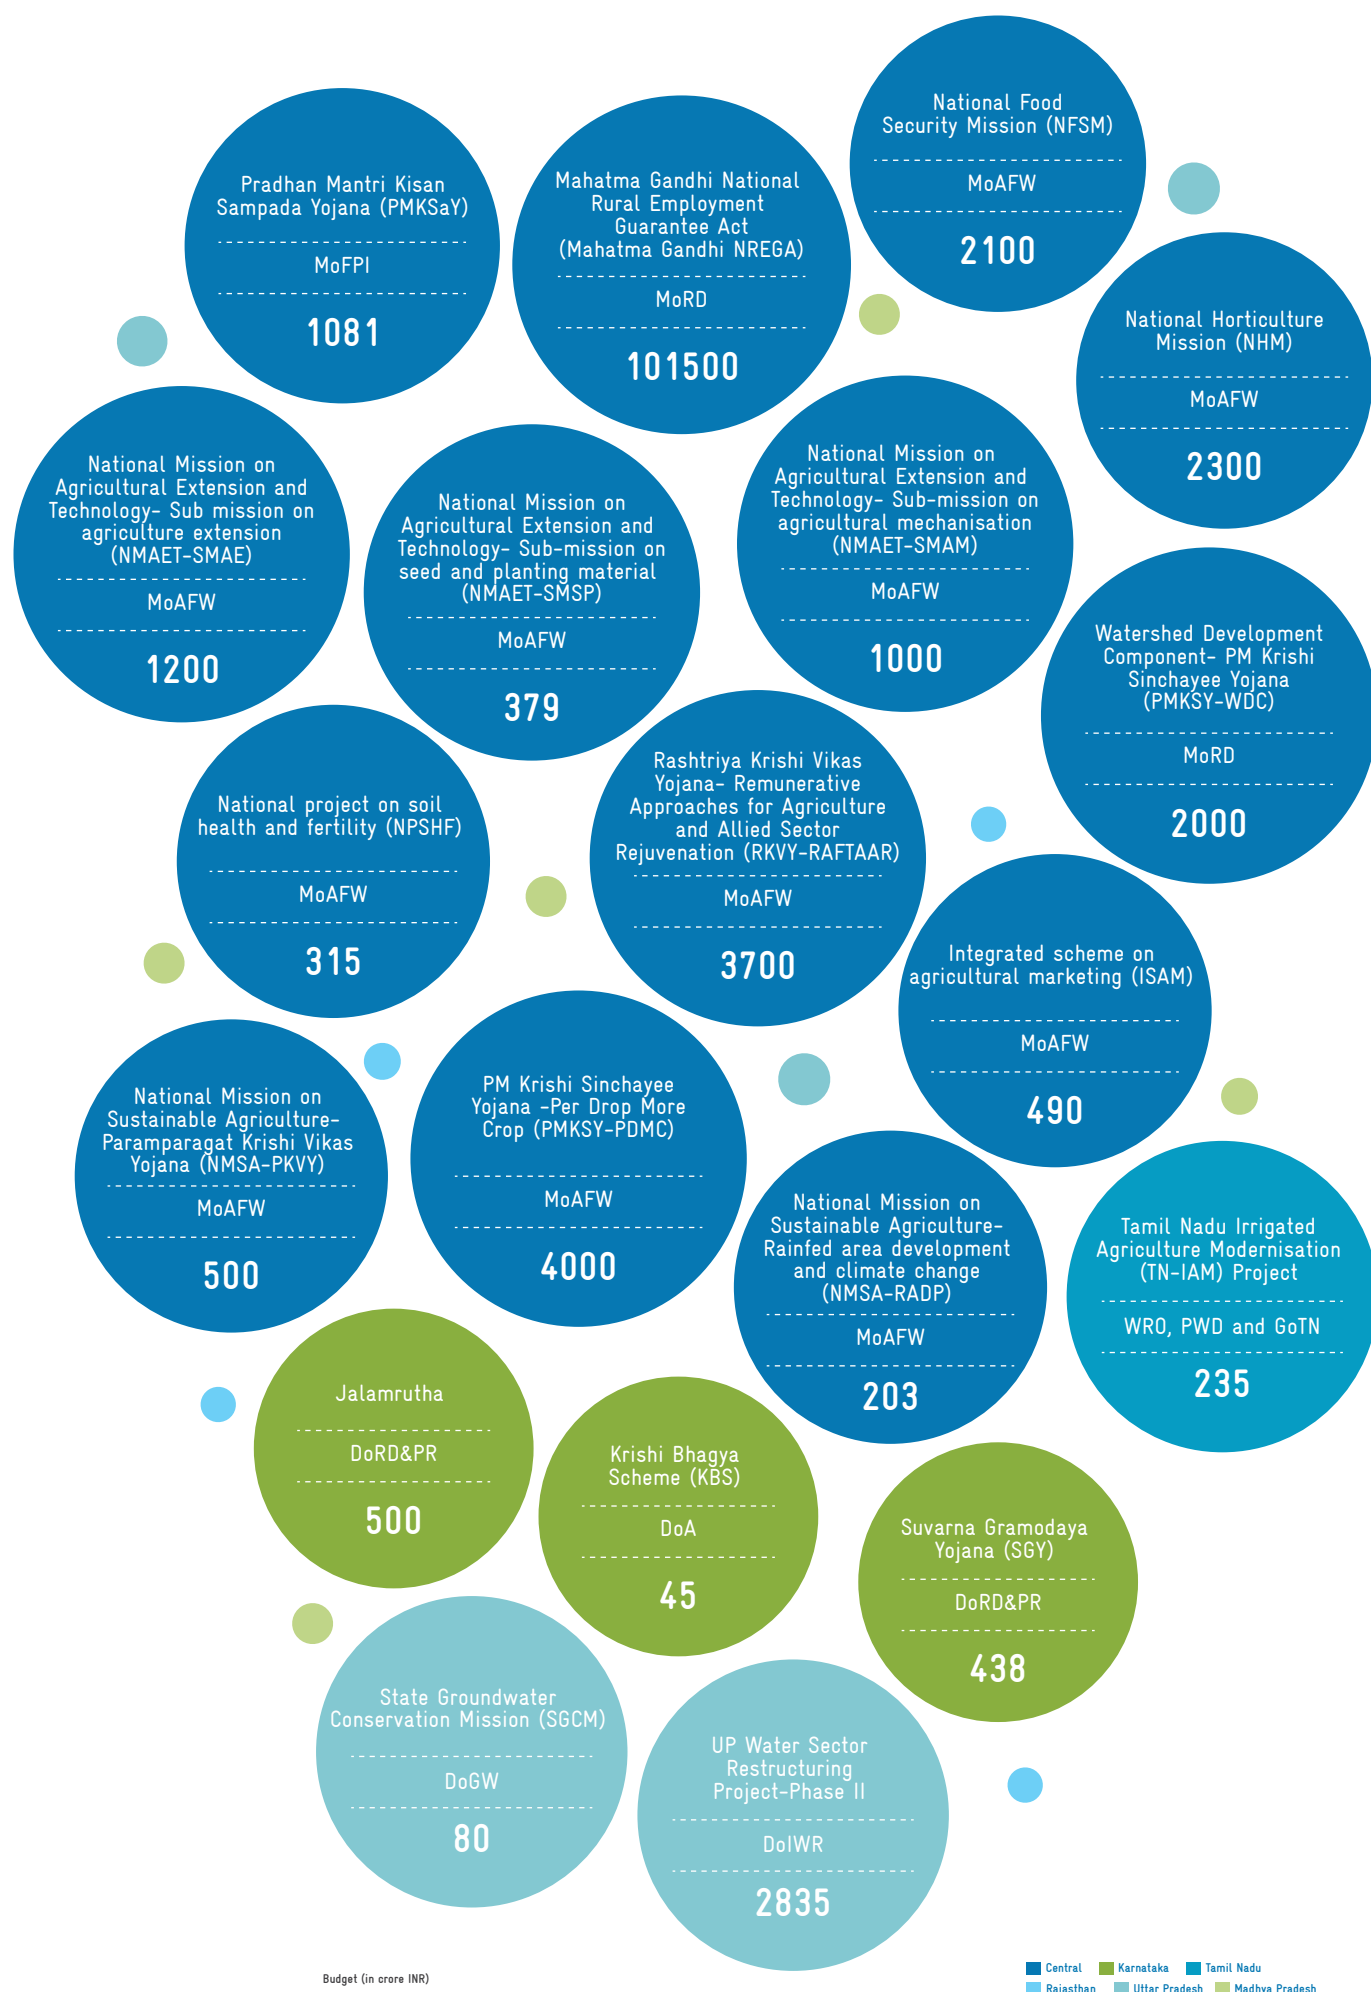 National Food
Security Mission (NFSM)
MoAFW
2100
Pradhan Mantri Kisan
Sampada Yojana (PMKSaY)
MoFPI
1081
Mahatma Gandhi National
Rural Employment
Guarantee Act
(Mahatma Gandhi NREGA)
MoRD
101500
National Horticulture
Mission (NHM)
MoAFW
2300
National Mission on
Agricultural Extension and
Technology- Sub mission on
agriculture extension
(NMAET-SMAE)
MoAFW
1200
National Mission on
Agricultural Extension and
Technology- Sub-mission on
seed and planting material
(NMAET-SMSP)
MoAFW
379
National Mission on
Agricultural Extension and
Technology- Sub-mission on
agricultural mechanisation
(NMAET-SMAM)
MoAFW
1000
Watershed Development
Component- PM Krishi
Sinchayee Yojana
(PMKSY-WDC)
MoRD
2000
National project on soil
health and fertility (NPSHF)
MoAFW
315
Rashtriya Krishi Vikas
Yojana- Remunerative
Approaches for Agriculture
and Allied Sector
Rejuvenation (RKVY-RAFTAAR)
MoAFW
3700
Integrated scheme on
agricultural marketing (ISAM)
MoAFW
490
National Mission on
Sustainable Agriculture-
Paramparagat Krishi Vikas
Yojana (NMSA-PKVY)
MoAFW
500
PM Krishi Sinchayee
Yojana -Per Drop More
Crop (PMKSY-PDMC)
MoAFW
4000
National Mission on
Sustainable Agriculture-
Rainfed area development
and climate change
(NMSA-RADP)
MoAFW
203
Tamil Nadu Irrigated
Agriculture Modernisation
(TN-IAM) Project
WRO, PWD and GoTN
235
Jalamrutha
DoRD&PR
500
Krishi Bhagya
Scheme (KBS)
DoA
45
Suvarna Gramodaya
Yojana (SGY)
DoRD&PR
438
State Groundwater
Conservation Mission (SGCM)
DoGW
80
UP Water Sector
Restructuring
Project-Phase II
DoIWR
2835
Budget (in crore INR)
Central Karnataka Tamil Nadu
Rajasthan Uttar Pradesh Madhya Pradesh